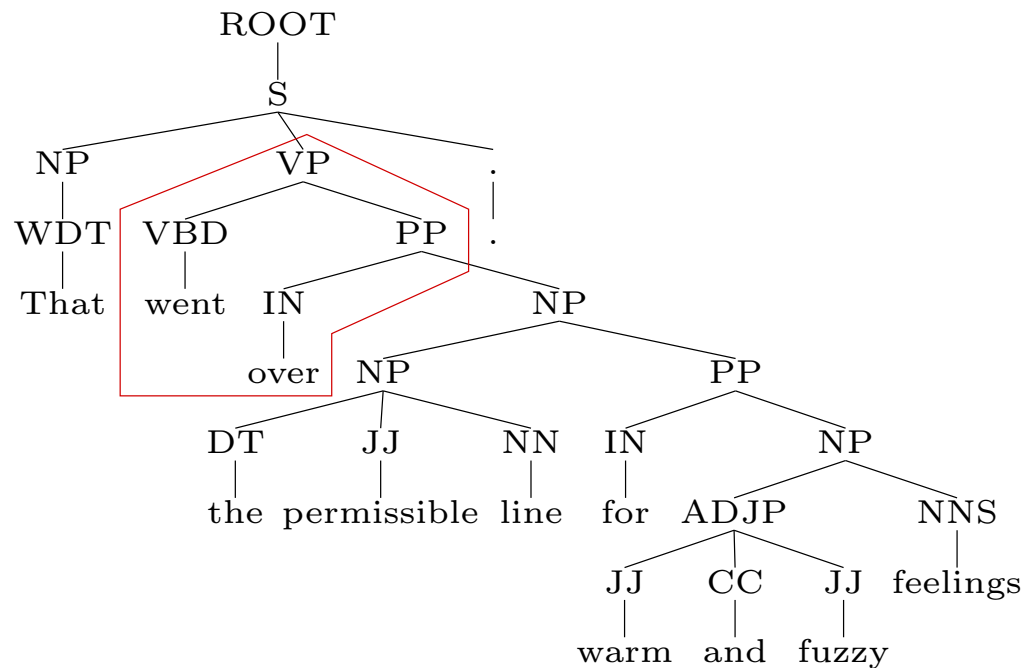 ROOT
S
NP VP .
WDT VBD PP .
That went IN NP
over NP PP
DT JJ NN IN NP
the permissible line for ADJP NNS
JJ CC JJ feelings
warm and fuzzy